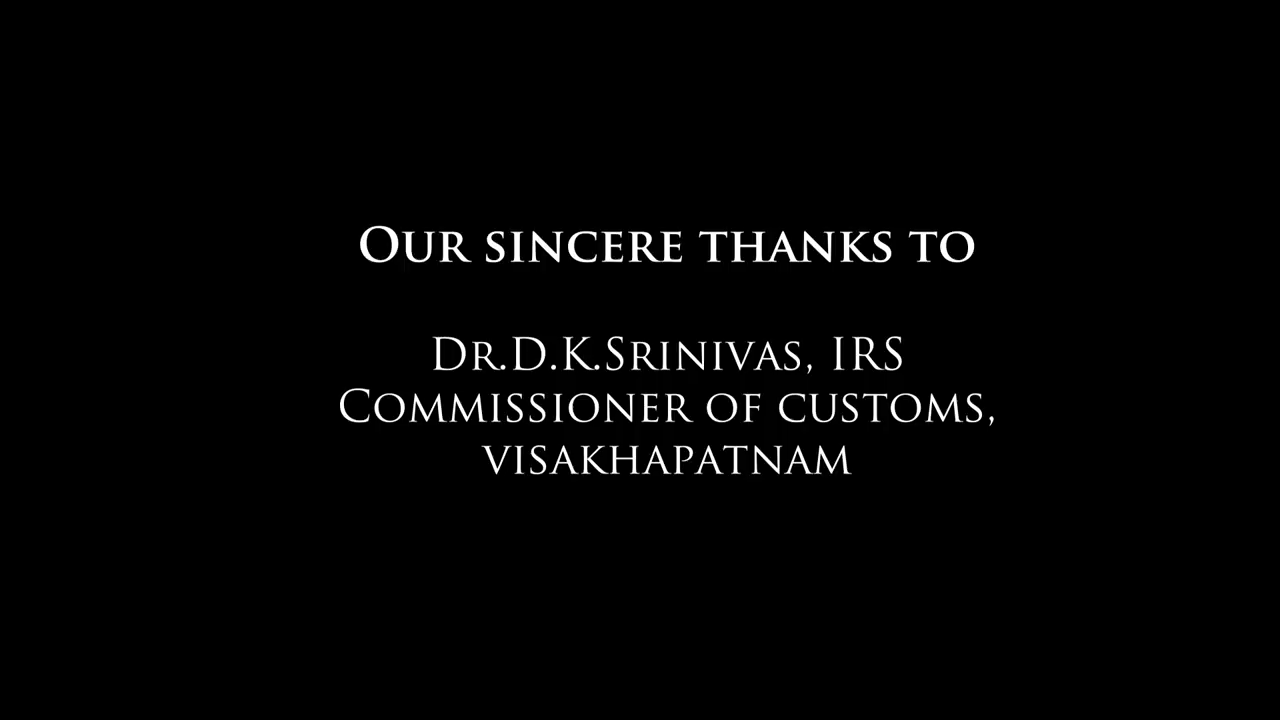 Our sincere thanks to
Dr.D.K.Srinivas, IRS
Commissioner of customs,
visakhapatnam